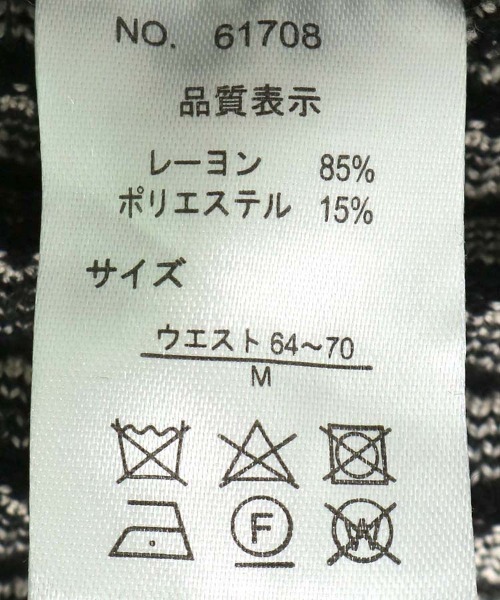 NO. 61708
品質表示
レーヨン 85%
ポリエステル 15%
サイズ
ウエスト 64～70
M
F
W